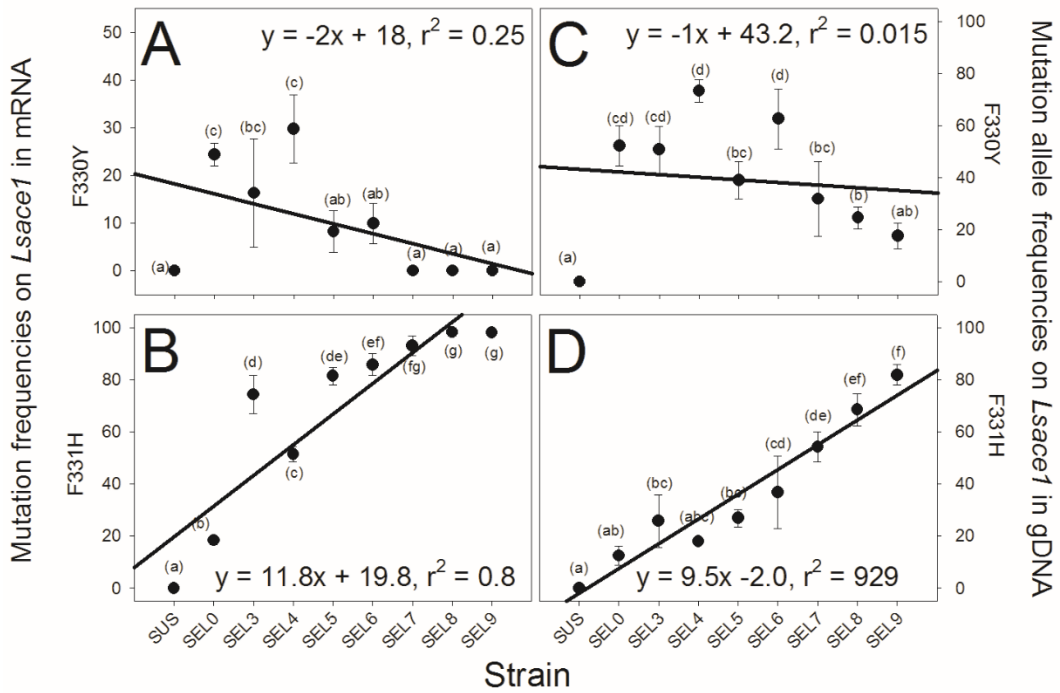 Mutation frequencies on Lsace1 in mRNA
F330Y
A
y = -2x + 18, r² = 0.25
50
40
30
20
10
0
(a)
(c)
(bc)
(c)
(ab)
(ab)
(a)
(a)
(a)
C
y = -1x + 43.2, r² = 0.015
100
80
60
40
20
0
(a)
(cd)
(cd)
(d)
(bc)
(d)
(bc)
(b)
(ab)
F330Y
Mutation allele frequencies on Lsace1 in gDNA
F331H
B
100
80
60
40
20
0
(a)
(b)
(d)
(c)
(de)
(ef)
(fg)
(g)
(g)
y = 11.8x + 19.8, r² = 0.8
D
100
80
60
40
20
0
(a)
(ab)
(bc)
(abc)
(bc)
(cd)
(de)
(ef)
(f)
y = 9.5x -2.0, r² = 929
F331H
SUS SEL0 SEL3 SEL4 SEL5 SEL6 SEL7 SEL8 SEL9
SUS SEL0 SEL3 SEL4 SEL5 SEL6 SEL7 SEL8 SEL9
Strain